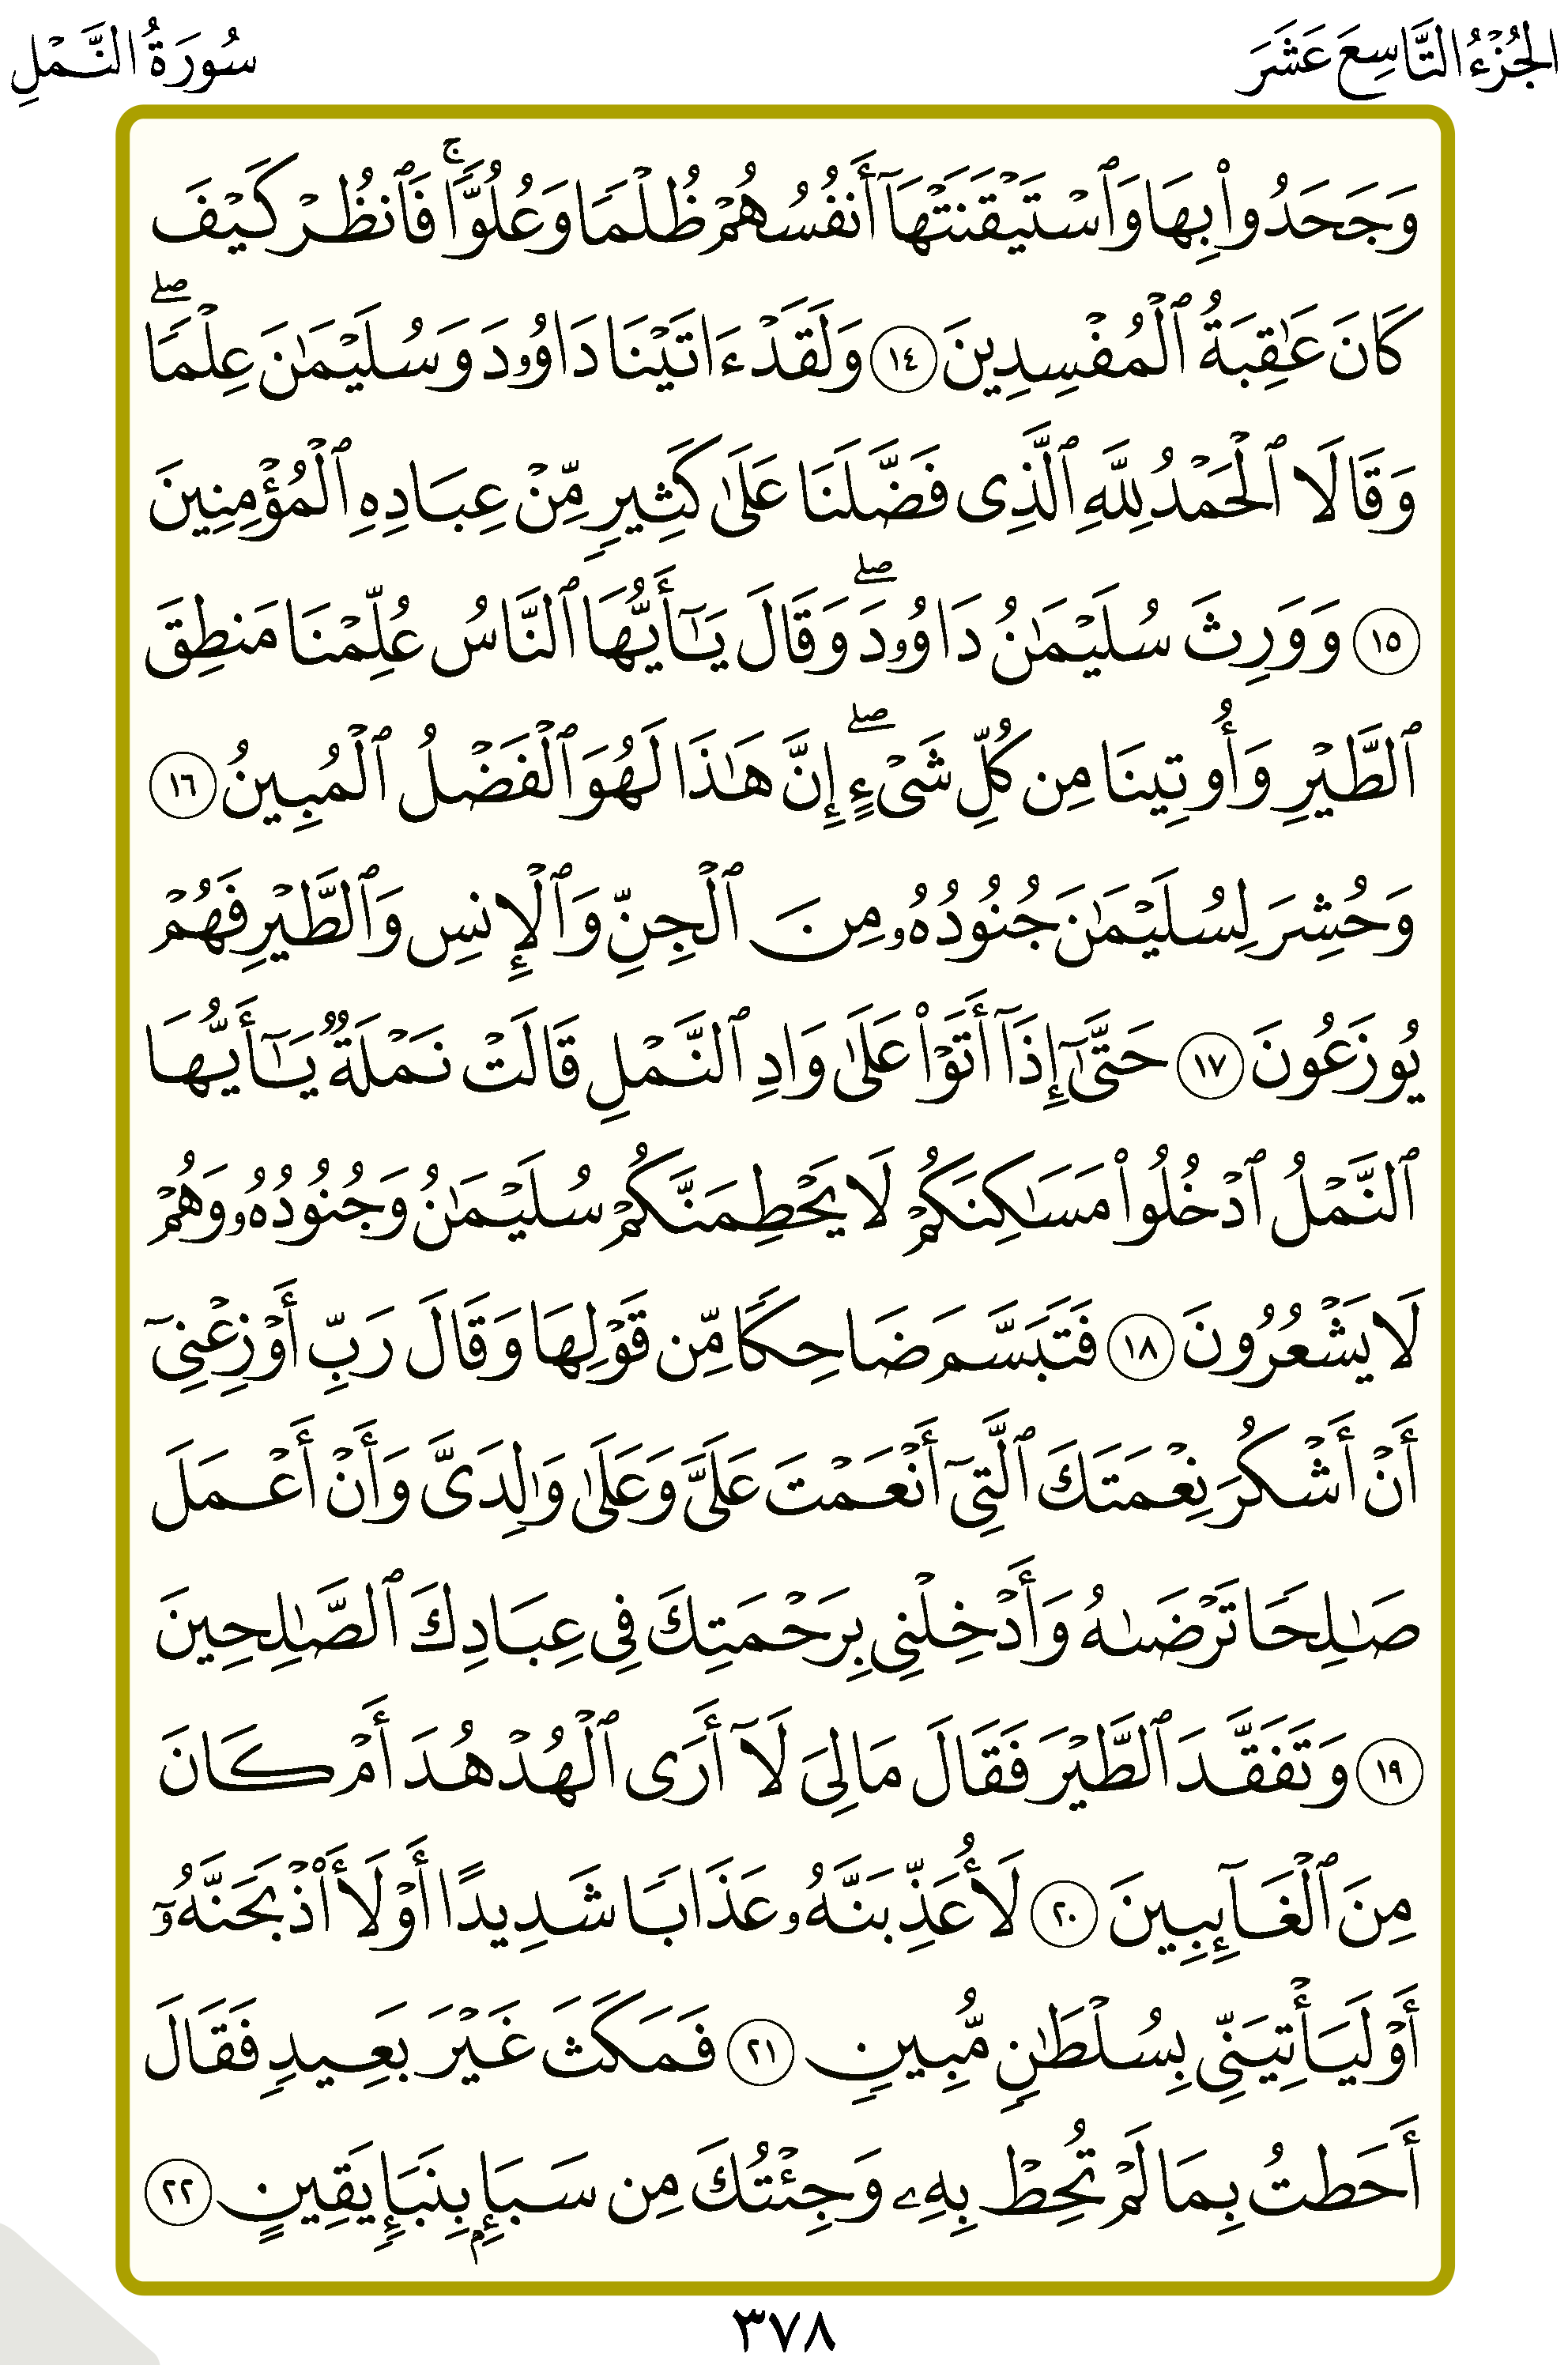 الجُزْءُ التَّاسِعَ عَشَرَ
سُورَةُ النَّمْلِ
وَجَحَدُوا۟ بِهَا وَٱسْتَيْقَنَتْهَآ أَنفُسُهُمْ ظُلْمًا وَعُلُوًّا ۚ فَٱنظُرْ كَيْفَ
كَانَ عَٰقِبَةُ ٱلْمُفْسِدِينَ ١٤ وَلَقَدْ ءَاتَيْنَا دَاوُۥدَ وَسُلَيْمَٰنَ عِلْمًا ۖ
وَقَالَا ٱلْحَمْدُ لِلَّهِ ٱلَّذِى فَضَّلَنَا عَلَىٰ كَثِيرٍ مِّنْ عِبَادِهِ ٱلْمُؤْمِنِينَ
١٥ وَوَرِثَ سُلَيْمَٰنُ دَاوُۥدَ ۖ وَقَالَ يَٰٓأَيُّهَا ٱلنَّاسُ عُلِّمْنَا مَنطِقَ
ٱلطَّيْرِ وَأُوتِينَا مِن كُلِّ شَىْءٍ ۖ إِنَّ هَٰذَا لَهُوَ ٱلْفَضْلُ ٱلْمُبِينُ ١٦
وَحُشِرَ لِسُلَيْمَٰنَ جُنُودُهُۥ مِنَ ٱلْجِنِّ وَٱلْإِنسِ وَٱلطَّيْرِ فَهُمْ
يُوزَعُونَ ١٧ حَتَّىٰٓ إِذَآ أَتَوْا۟ عَلَىٰ وَادِ ٱلنَّمْلِ قَالَتْ نَمْلَةٌ يَٰٓأَيُّهَا
ٱلنَّمْلُ ٱدْخُلُوا۟ مَسَٰكِنَكُمْ لَا يَحْطِمَنَّكُمْ سُلَيْمَٰنُ وَجُنُودُهُۥ وَهُمْ
لَا يَشْعُرُونَ ١٨ فَتَبَسَّمَ ضَاحِكًا مِّن قَوْلِهَا وَقَالَ رَبِّ أَوْزِعْنِىٓ
أَنْ أَشْكُرَ نِعْمَتَكَ ٱلَّتِىٓ أَنْعَمْتَ عَلَىَّ وَعَلَىٰ وَٰلِدَىَّ وَأَنْ أَعْمَلَ
صَٰلِحًا تَرْضَىٰهُ وَأَدْخِلْنِى بِرَحْمَتِكَ فِى عِبَادِكَ ٱلصَّٰلِحِينَ
١٩ وَتَفَقَّدَ ٱلطَّيْرَ فَقَالَ مَا لِىَ لَآ أَرَى ٱلْهُدْهُدَ أَمْ كَانَ
مِنَ ٱلْغَآئِبِينَ ٢٠ لَأُعَذِّبَنَّهُۥ عَذَابًا شَدِيدًا أَوْ لَأَا۟ذْبَحَنَّهُۥٓ
أَوْ لَيَأْتِيَنِّى بِسُلْطَٰنٍ مُّبِينٍ ٢١ فَمَكَثَ غَيْرَ بَعِيدٍ فَقَالَ
أَحَطتُ بِمَا لَمْ تُحِطْ بِهِۦ وَجِئْتُكَ مِن سَبَإٍۭ بِنَبَإٍ يَقِينٍ ٢٢
٣٧٨